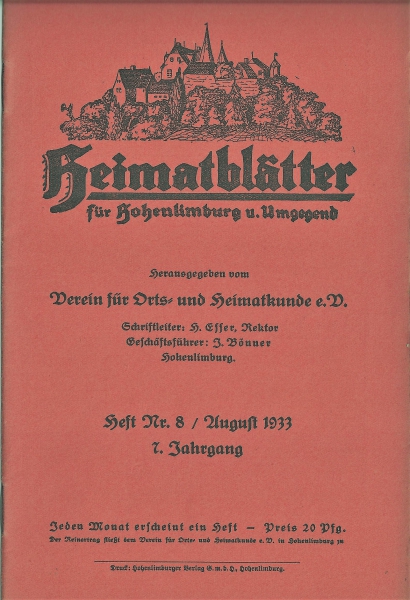 Heimatblätter
für Hohenlimburg u. Umgegend
Herausgegeben vom
Verein für Orts- und Heimatkunde e.V.
Schriftleiter: H. Esser, Rektor
Geschäftsführer: J. Bönner
Hohenlimburg.
Heft Nr. 8 / August 1933
7. Jahrgang
Jeden Monat erscheint ein Heft — Preis 20 Pfg.
Der Reinertrag fließt dem Verein für Orts- und Heimatkunde e.V. in Hohenlimburg zu
Druck: Hohenlimburger Verlag G.m.b.H., Hohenlimburg.